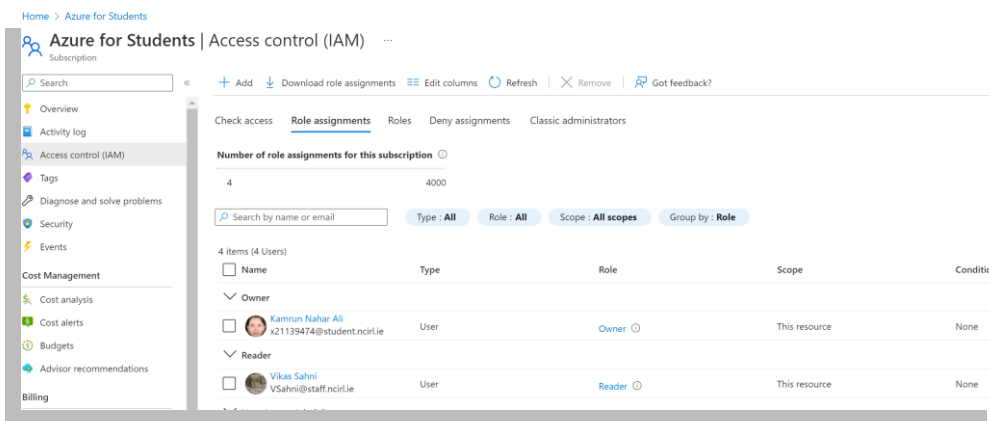 Home > Azure for Students
Azure for Students | Access control (IAM) ...
Subscription
Search «
+ Add Download role assignments Edit columns Refresh Remove Got feedback?
Overview
Activity log
Access control (IAM)
Tags
Diagnose and solve problems
Security
Events
Cost Management
Cost analysis
Cost alerts
Budgets
Advisor recommendations
Billing
Check access Role assignments Roles Deny assignments Classic administrators
Number of role assignments for this subscription
4 4000
Search by name or email Type : All Role : All Scope : All scopes Group by : Role
4 items (4 Users)
Name Type Role Scope Conditic
Owner
Kamrun Nahar Ali
x21139474@student.ncirl.ie User Owner This resource None
Reader
Vikas Sahni
VSahni@staff.ncirl.ie User Reader This resource None